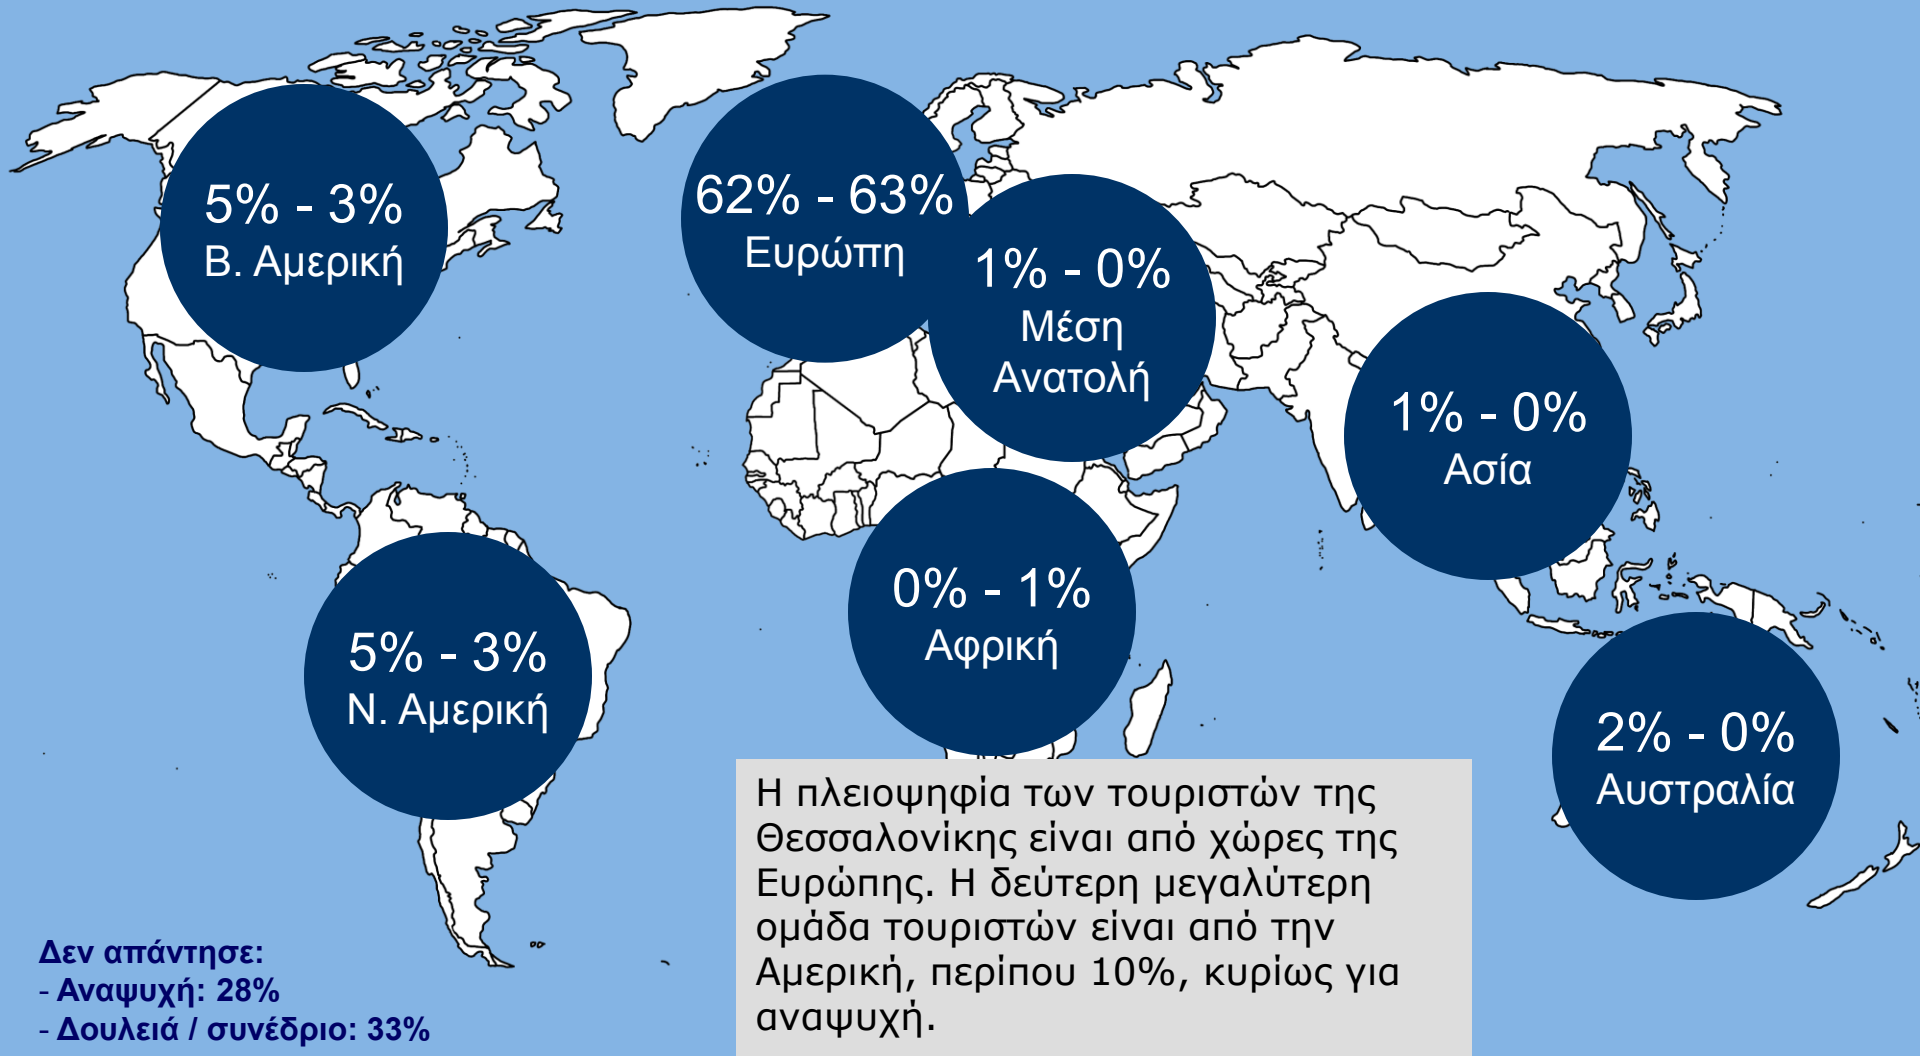 5% - 3%
Β. Αμερική
62% - 63%
Ευρώπη
1% - 0%
Μέση
Ανατολή
1% - 0%
Ασία
5% - 3%
Ν. Αμερική
0% - 1%
Αφρική
2% - 0%
Αυστραλία
Η πλειοψηφία των τουριστών της
Θεσσαλονίκης είναι από χώρες της
Ευρώπης. Η δεύτερη μεγαλύτερη
ομάδα τουριστών είναι από την
Αμερική, περίπου 10%, κυρίως για
αναψυχή.
Δεν απάντησε:
- Αναψυχή: 28%
- Δουλειά / συνέδριο: 33%